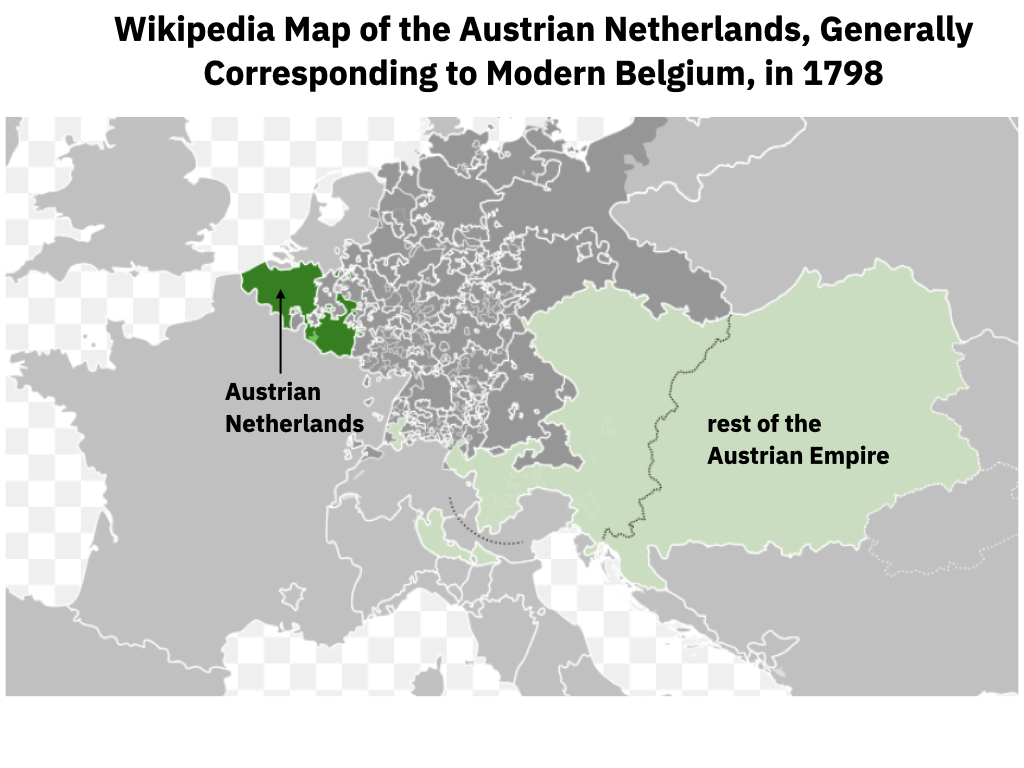 Wikipedia Map of the Austrian Netherlands, Generally
Corresponding to Modern Belgium, in 1798
Austrian
Netherlands
rest of the
Austrian Empire